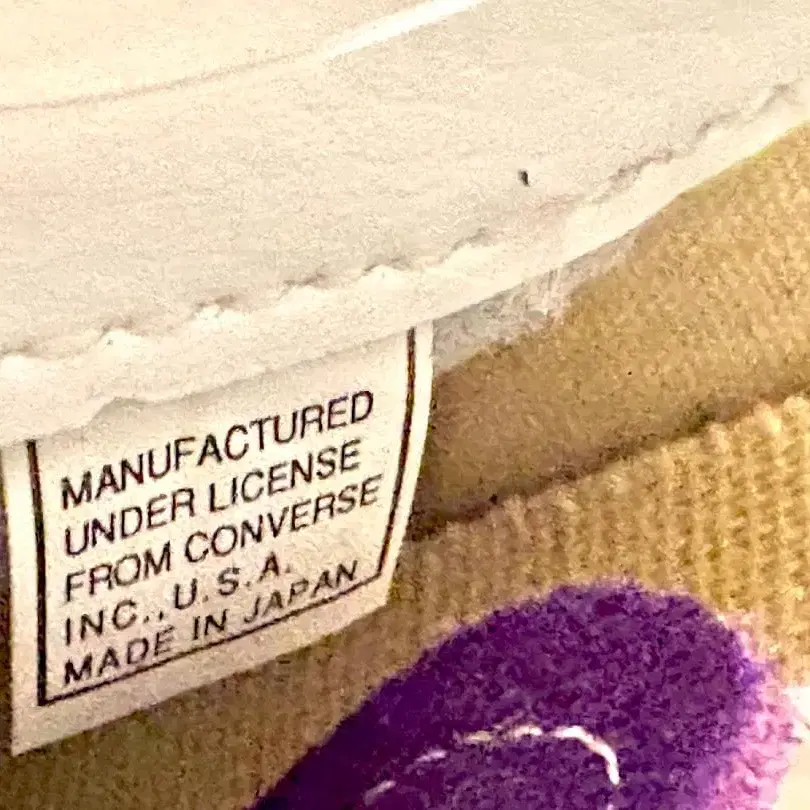 MANUFACTURED
UNDER LICENSE
FROM CONVERSE
INC., U.S.A.
MADE IN JAPAN